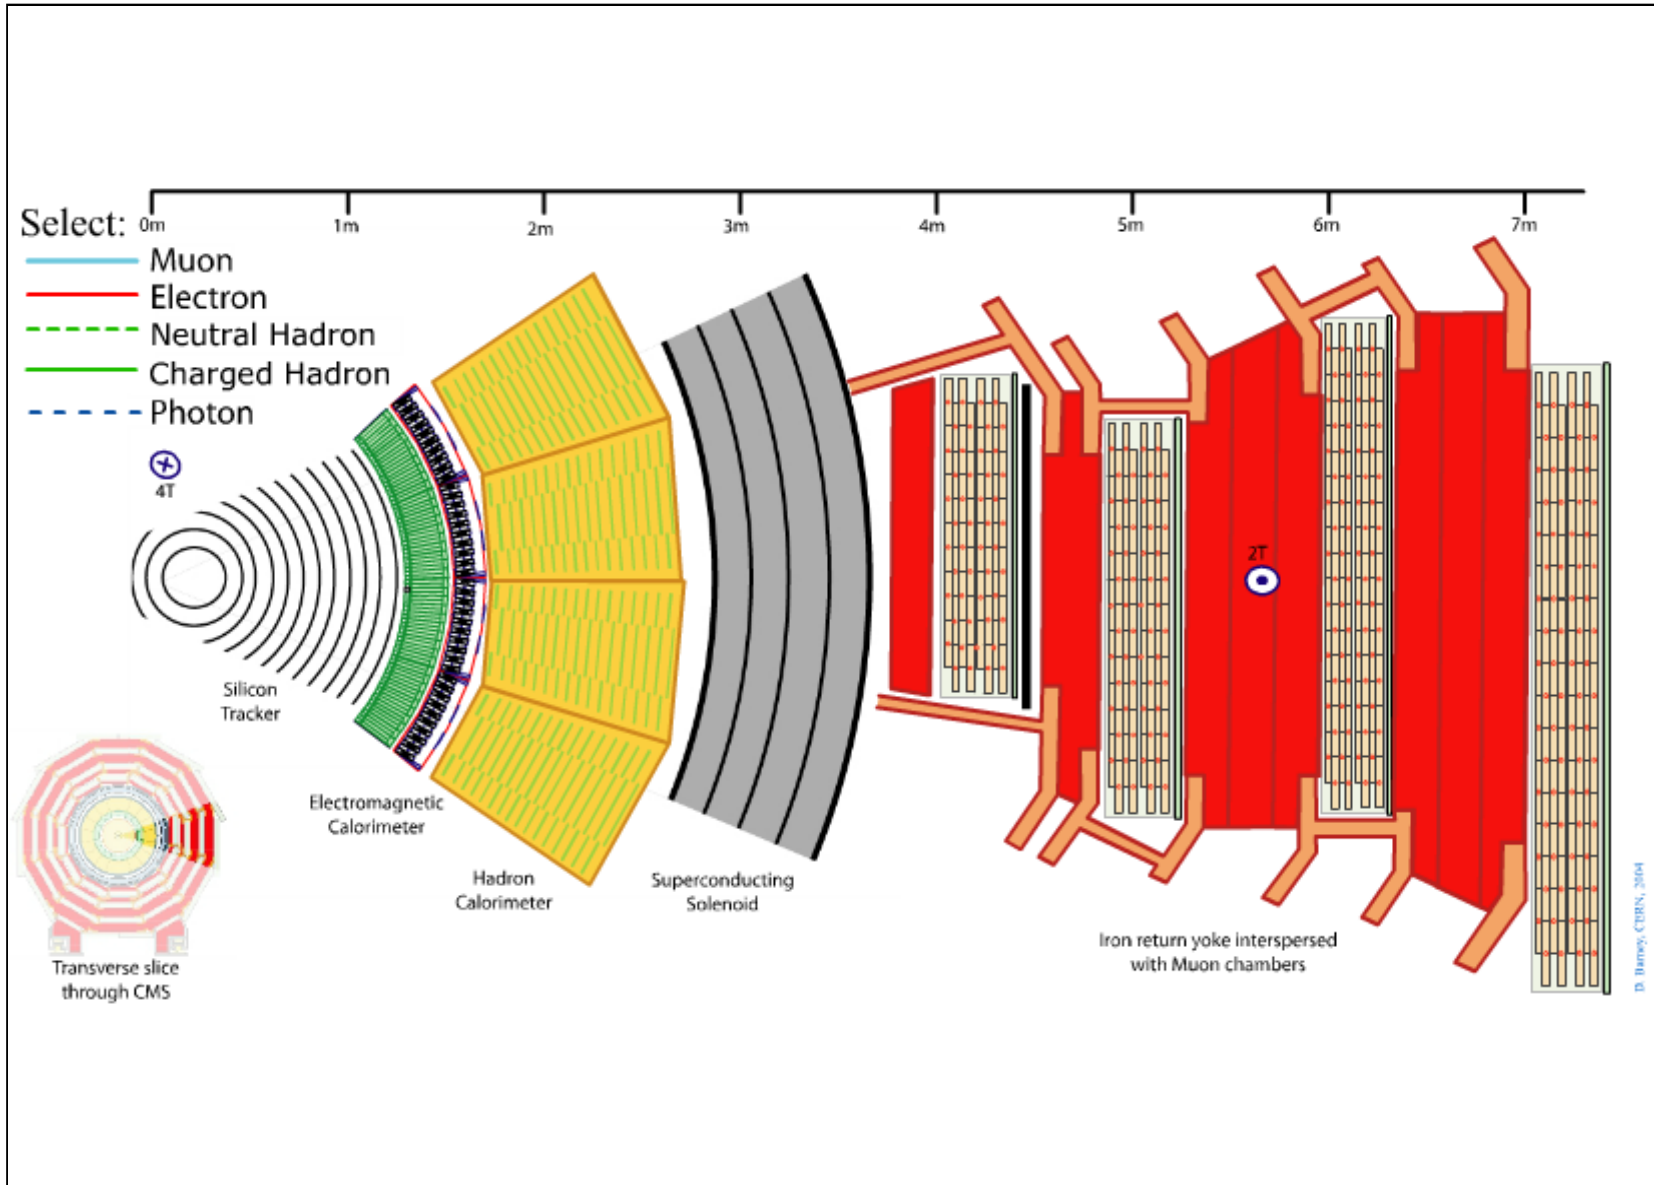 Select:
0m
1m
2m
3m
4m
5m
6m
7m
Muon
Electron
Neutral Hadron
Charged Hadron
Photon
4T
2T
Silicon
Tracker
Electromagnetic
Calorimeter
Hadron
Calorimeter
Superconducting
Solenoid
Iron return yoke interspersed
with Muon chambers
Transverse slice
through CMS
D. Barney, CERN, 2004